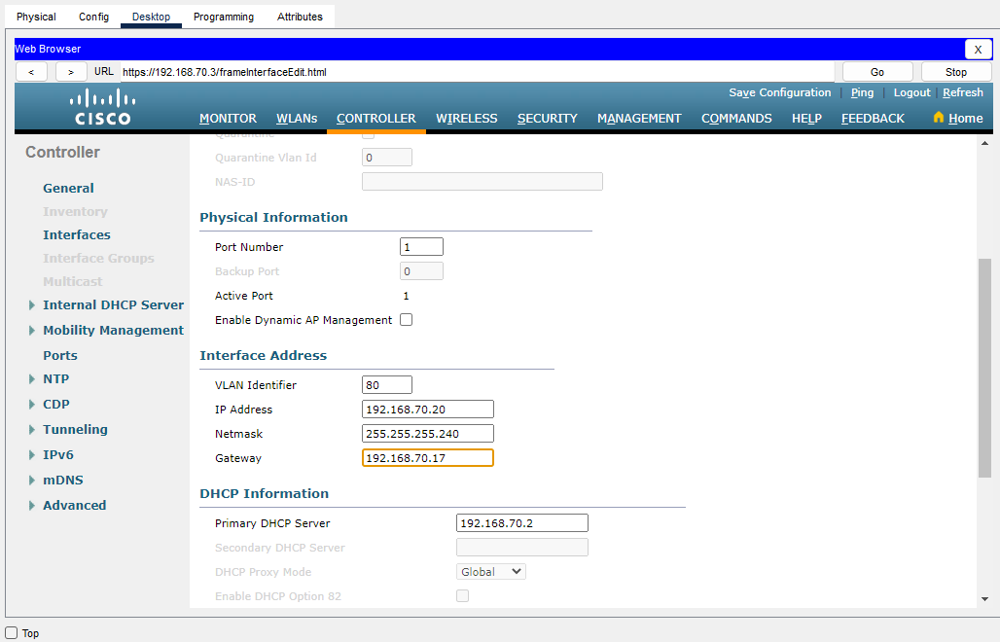 Physical Config Desktop Programming Attributes
Web Browser X
< > URL https://192.168.70.3/frameInterfaceEdit.html Go Stop
Save Configuration | Ping | Logout | Refresh
CISCO MONITOR WLANs CONTROLLER WIRELESS SECURITY MANAGEMENT COMMANDS HELP FEEDBACK Home
Controller
General
Inventory
Interfaces
Interface Groups
Multicast
Internal DHCP Server
Mobility Management
Ports
NTP
CDP
Tunneling
IPv6
mDNS
Advanced
Quarantine
Quarantine Vlan Id 0
NAS-ID
Physical Information
Port Number 1
Backup Port 0
Active Port 1
Enable Dynamic AP Management
Interface Address
VLAN Identifier 80
IP Address 192.168.70.20
Netmask 255.255.255.240
Gateway 192.168.70.17
DHCP Information
Primary DHCP Server 192.168.70.2
Secondary DHCP Server
DHCP Proxy Mode Global
Enable DHCP Option 82
Top